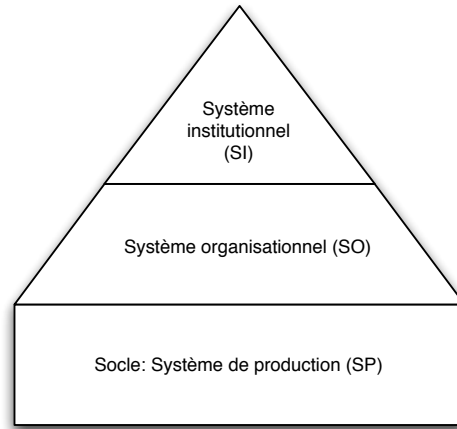 Système
institutionnel
(SI)
Système organisationnel (SO)
Socle: Système de production (SP)